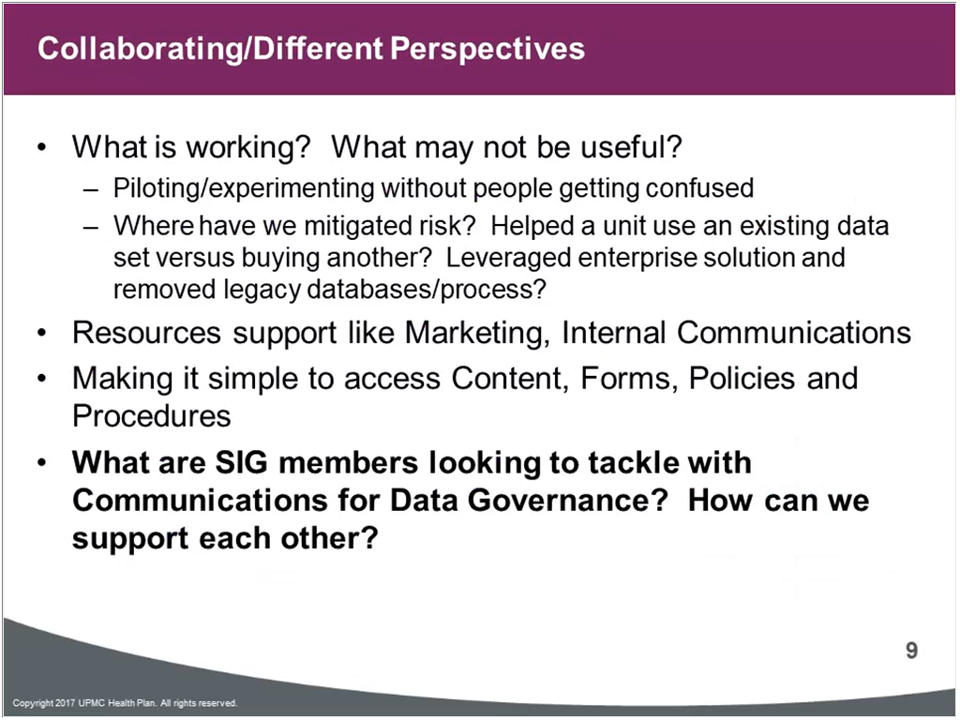 Collaborating/Different Perspectives
• What is working?  What may not be useful?
– Piloting/experimenting without people getting confused
– Where have we mitigated risk?  Helped a unit use an existing data
set versus buying another?  Leveraged enterprise solution and
removed legacy databases/process?
• Resources support like Marketing, Internal Communications
• Making it simple to access Content, Forms, Policies and
Procedures
• What are SIG members looking to tackle with
Communications for Data Governance?  How can we
support each other?
9
Copyright 2017 UPMC Health Plan. All rights reserved.